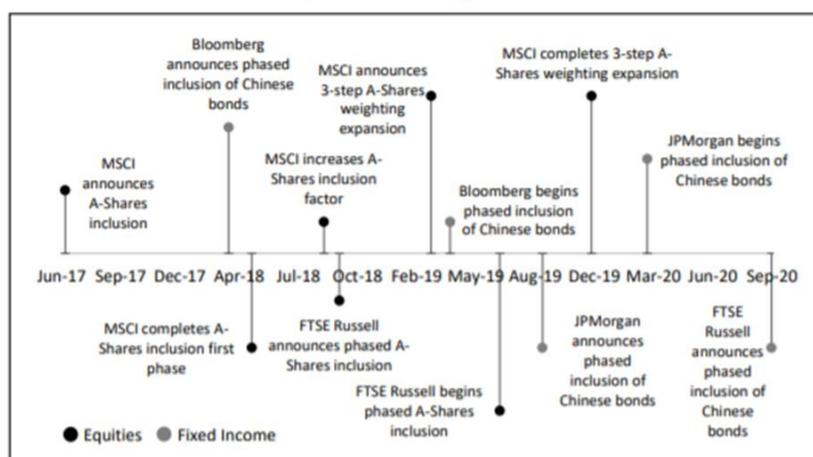 Bloomberg
announces phased
inclusion of Chinese
bonds
MSCI completes 3-step A-
Shares weighting expansion
MSCI announces
3-step A-Shares
weighting
expansion
JPMorgan begins
phased inclusion of
Chinese bonds
MSCI
announces
A-Shares
inclusion
MSCI increases A-
Shares inclusion
factor
Bloomberg begins
phased inclusion
of Chinese bonds
Jun-17 Sep-17 Dec-17 Apr-18 Jul-18 Oct-18 Feb-19 May-19 Aug-19 Dec-19 Mar-20 Jun-20 Sep-20
MSCI completes A-
Shares inclusion first
phase
FTSE Russell
announces phased A-
Shares inclusion
JPMorgan
announces
phased
inclusion of
Chinese bonds
FTSE
Russell
announces
phased
inclusion of
Chinese
bonds
FTSE Russell begins
phased A-Shares
inclusion
Equities Fixed Income